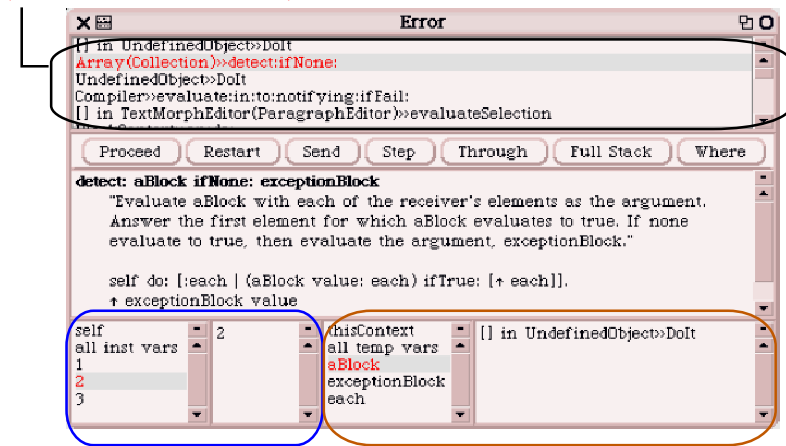 Error
[] in UndefinedObject»DoIt
Array(Collection)»detect:ifNone:
UndefinedObject»DoIt
Compiler»evaluate:in:to:notifying:ifFail:
[] in TextMorphEditor(ParagraphEditor)»evaluateSelection
Proceed Restart Send Step Through Full Stack Where
detect: aBlock ifNone: exceptionBlock
"Evaluate aBlock with each of the receiver's elements as the argument.
Answer the first element for which aBlock evaluates to true. If none
evaluate to true, then evaluate the argument, exceptionBlock."
self do: [:each | (aBlock value: each) ifTrue: [↑ each]].
↑ exceptionBlock value
self
all inst vars
1
2
3
2
thisContext
all temp vars
aBlock
exceptionBlock
each
[] in UndefinedObject»DoIt